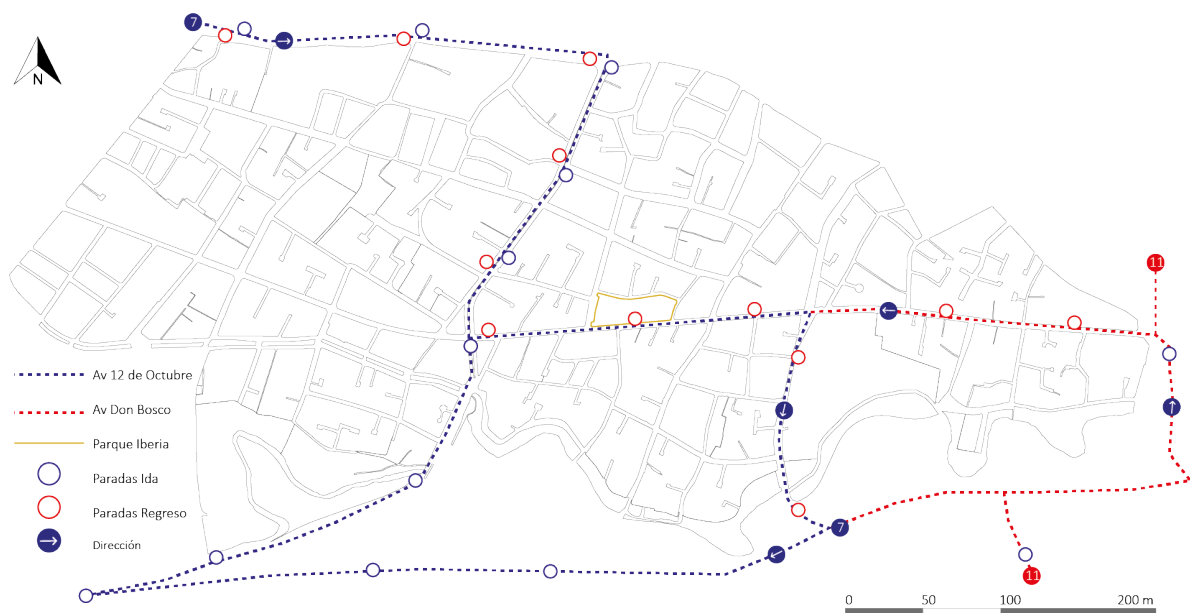 7
N
11
Av 12 de Octubre
Av Don Bosco
Parque Iberia
Paradas Ida
Paradas Regreso
Dirección
7
11
0 50 100 200 m